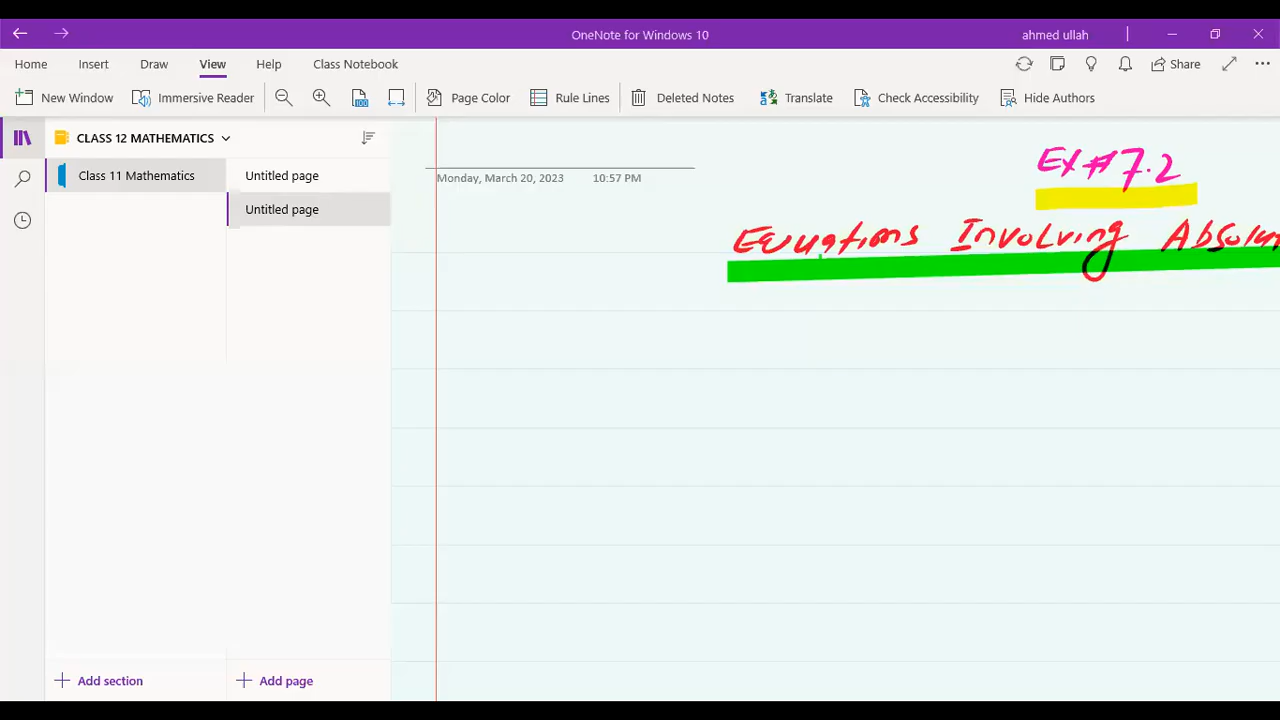 OneNote for Windows 10
ahmed ullah
Home Insert Draw View Help Class Notebook
Share
New Window Immersive Reader Page Color Rule Lines Deleted Notes Translate Check Accessibility Hide Authors
CLASS 12 MATHEMATICS
Class 11 Mathematics
Untitled page
Untitled page
Monday, March 20, 2023 10:57 PM
Ex # 7.2
Equations Involving Absolu
Add section
Add page